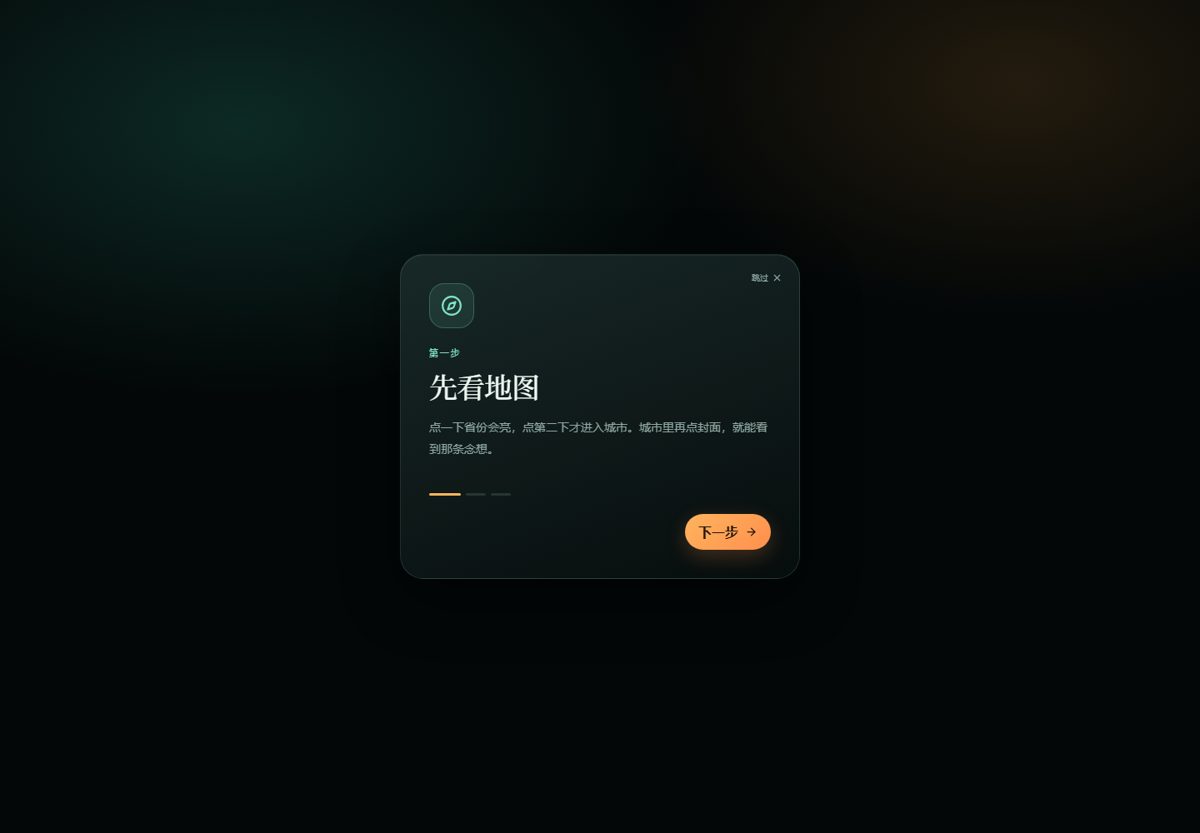 跳过
第一步
先看地图
点一下省份会亮，点第二下才进入城市。城市里再点封面，就能看
到那条念想。
下一步